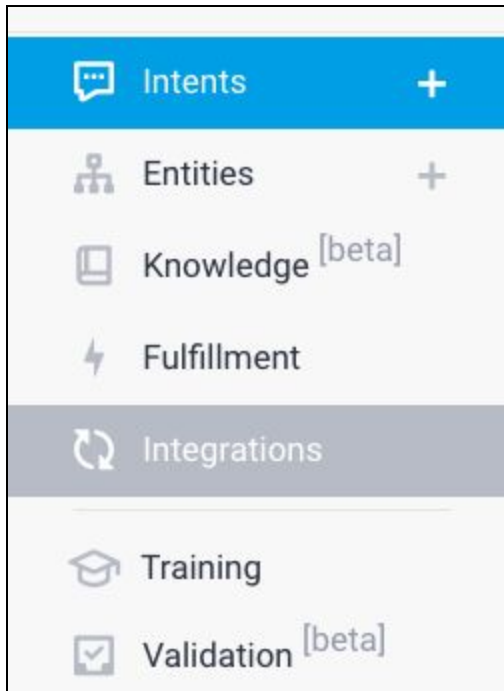 Intents +
Entities +
Knowledge [beta]
Fulfillment
Integrations
Training
Validation [beta]